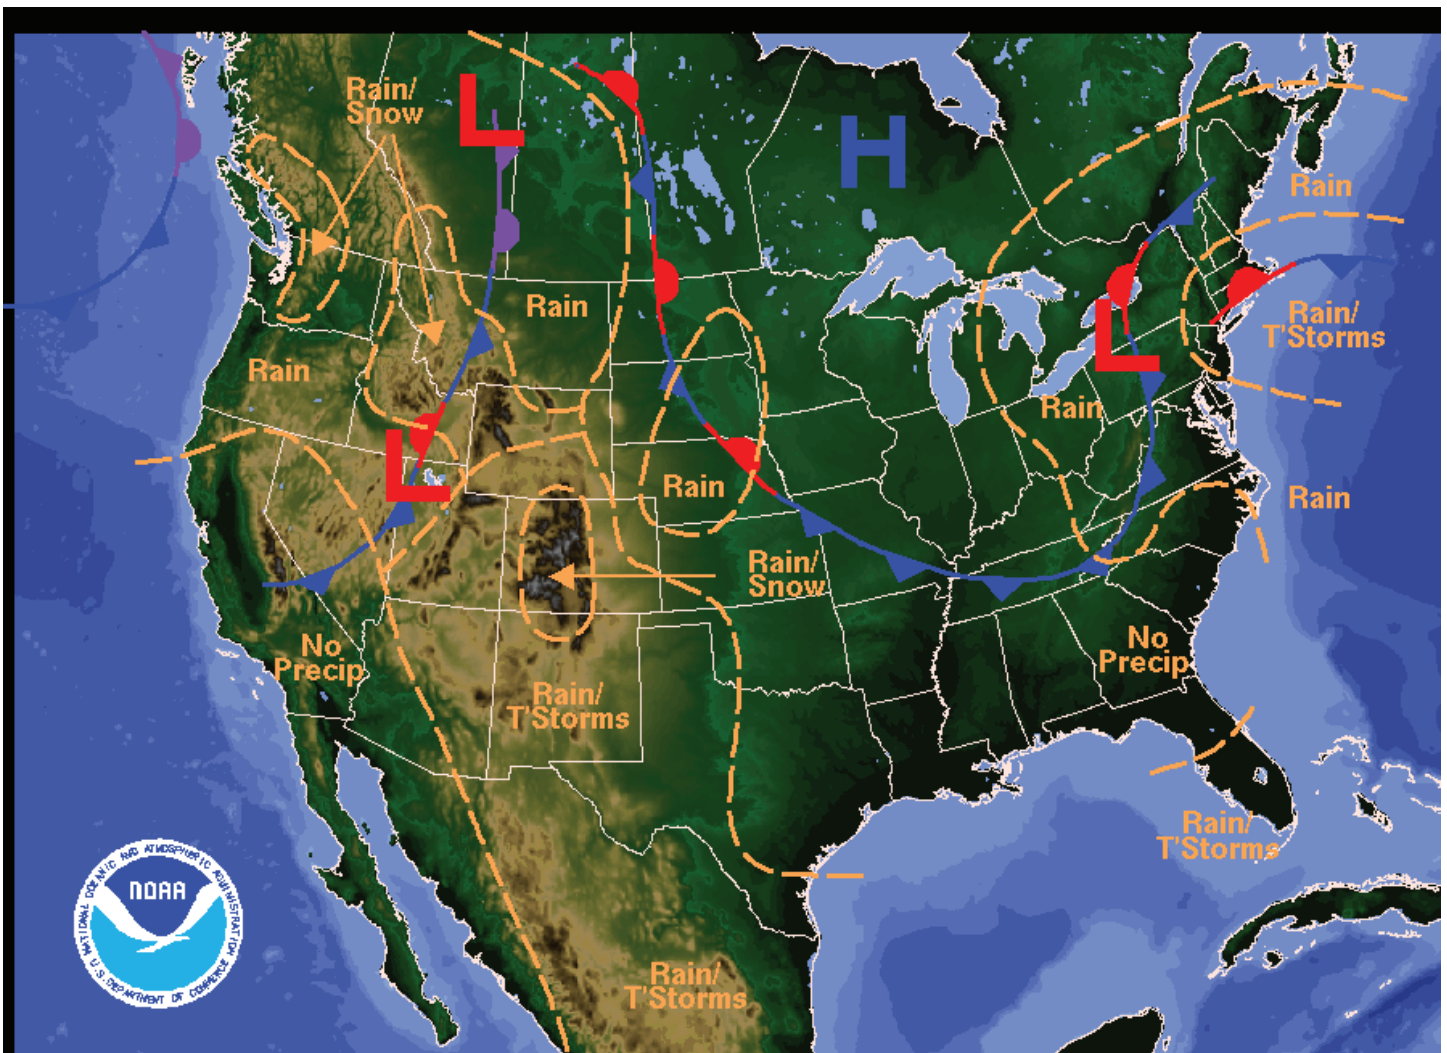 Rain/
Snow
L
H
Rain
Rain
Rain/
T'Storms
L
Rain
Rain
L
Rain
Rain
Rain/
Snow
No
Precip
No
Precip
Rain/
T'Storms
Rain/
T'Storms
Rain/
T'Storms
NATIONAL OCEANIC AND ATMOSPHERIC ADMINISTRATION
NOAA
U.S. DEPARTMENT OF COMMERCE